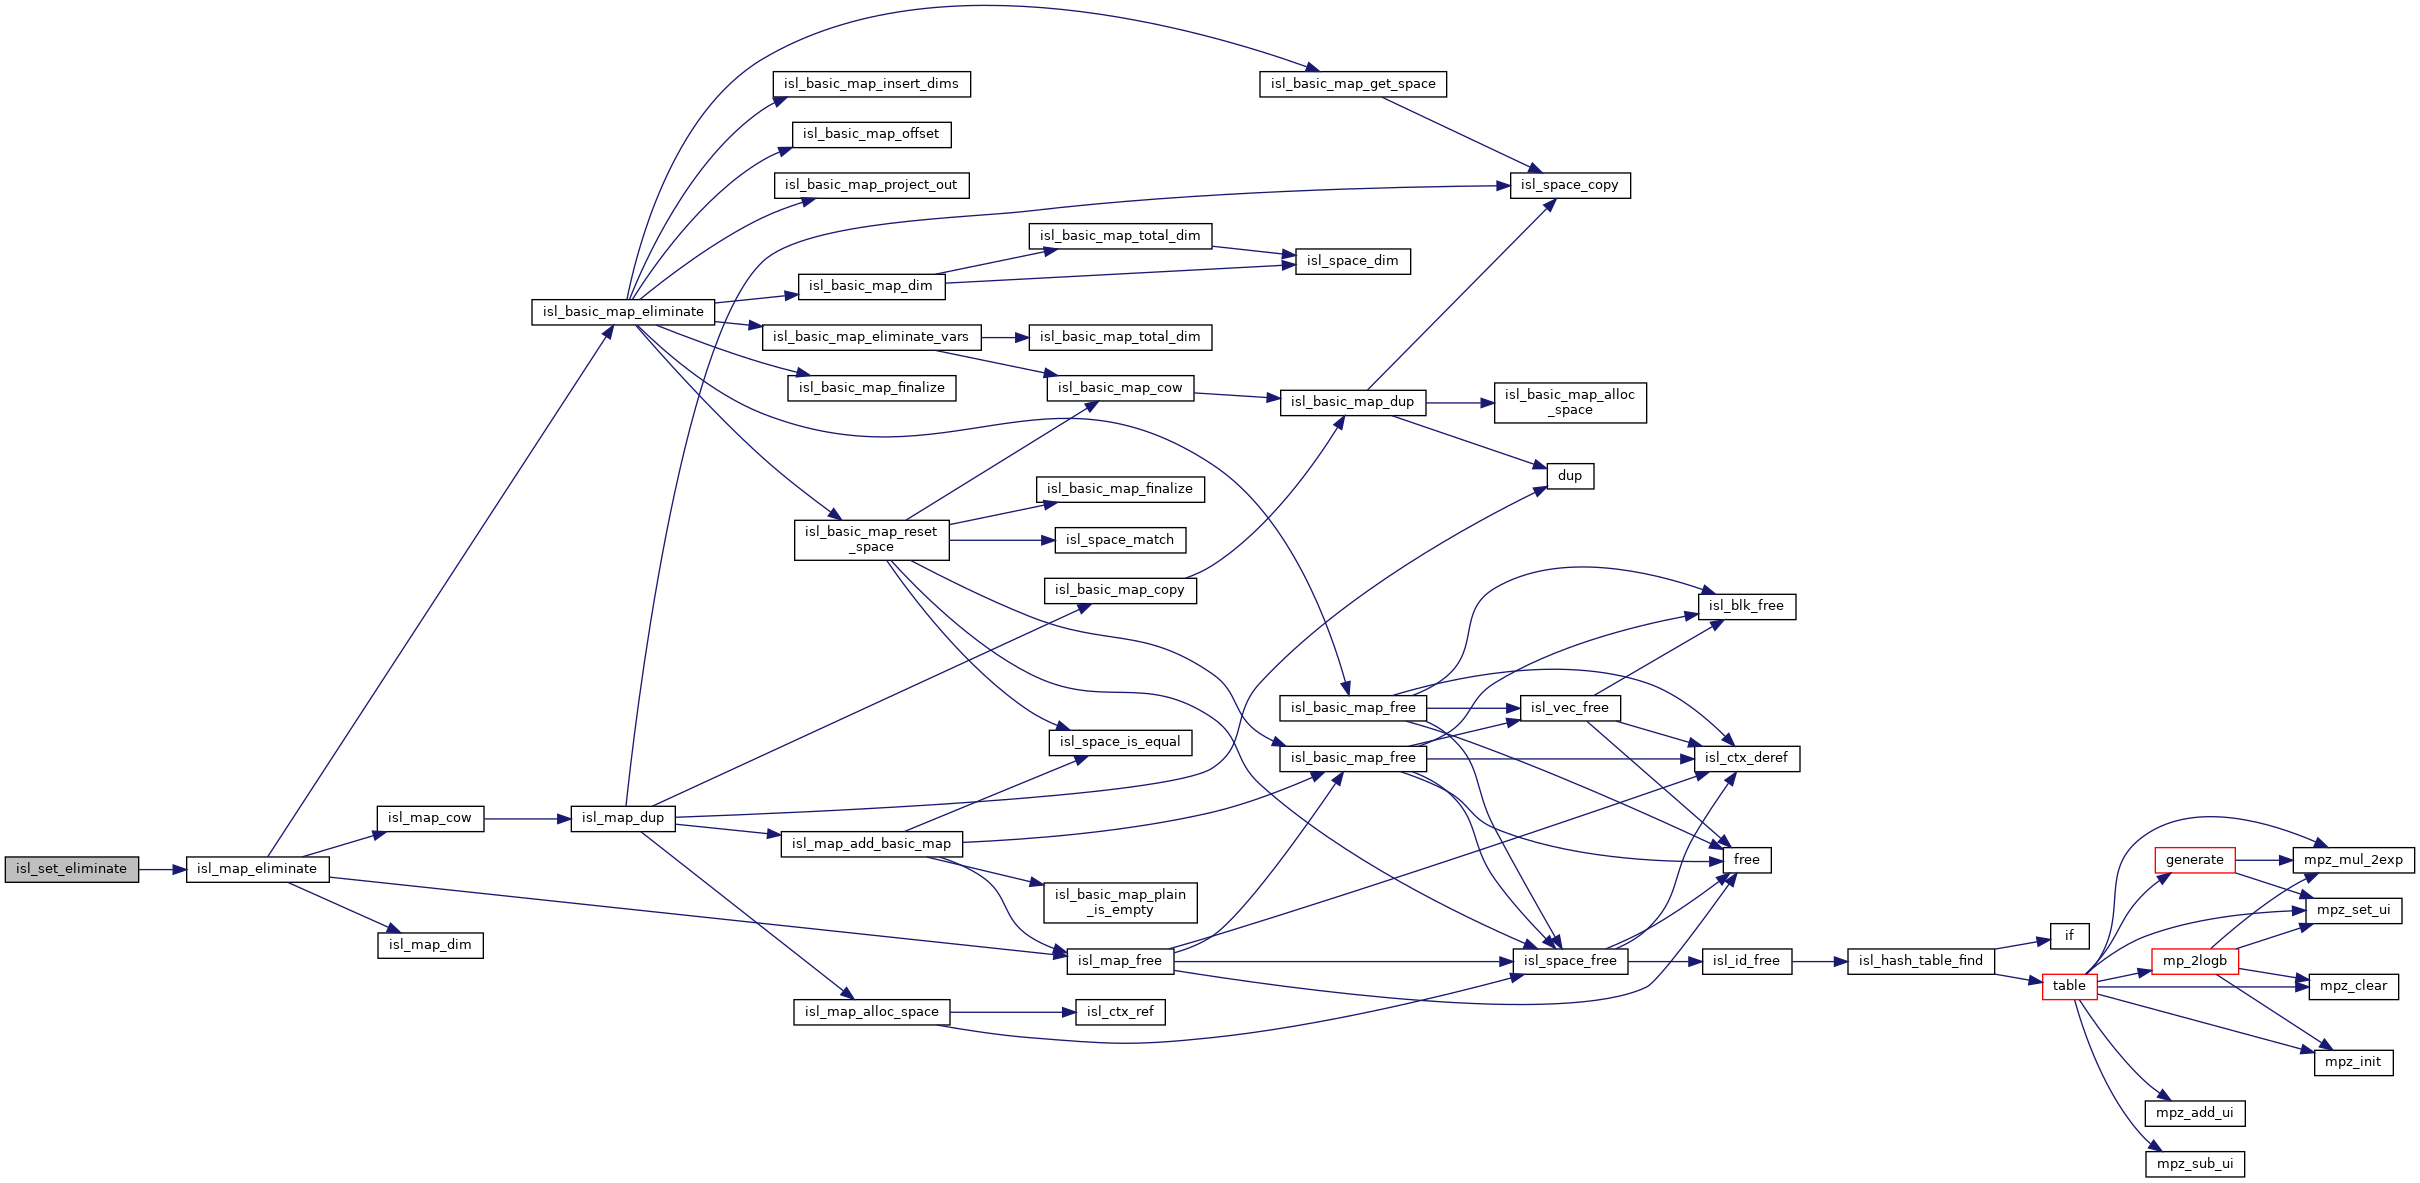 isl_set_eliminate
isl_map_eliminate
isl_basic_map_eliminate
isl_map_cow
isl_map_dim
isl_map_dup
isl_basic_map_insert_dims
isl_basic_map_offset
isl_basic_map_project_out
isl_basic_map_dim
isl_basic_map_eliminate_vars
isl_basic_map_finalize
isl_basic_map_reset
_space
isl_map_add_basic_map
isl_map_alloc_space
isl_basic_map_total_dim
isl_basic_map_total_dim
isl_basic_map_cow
isl_basic_map_finalize
isl_space_match
isl_basic_map_copy
isl_space_is_equal
isl_basic_map_plain
_is_empty
isl_map_free
isl_ctx_ref
isl_basic_map_get_space
isl_space_dim
isl_basic_map_dup
isl_basic_map_free
isl_basic_map_free
isl_space_copy
isl_basic_map_alloc
_space
dup
isl_vec_free
isl_space_free
isl_blk_free
isl_ctx_deref
free
isl_id_free
isl_hash_table_find
if
table
generate
mp_2logb
mpz_add_ui
mpz_sub_ui
mpz_mul_2exp
mpz_set_ui
mpz_clear
mpz_init